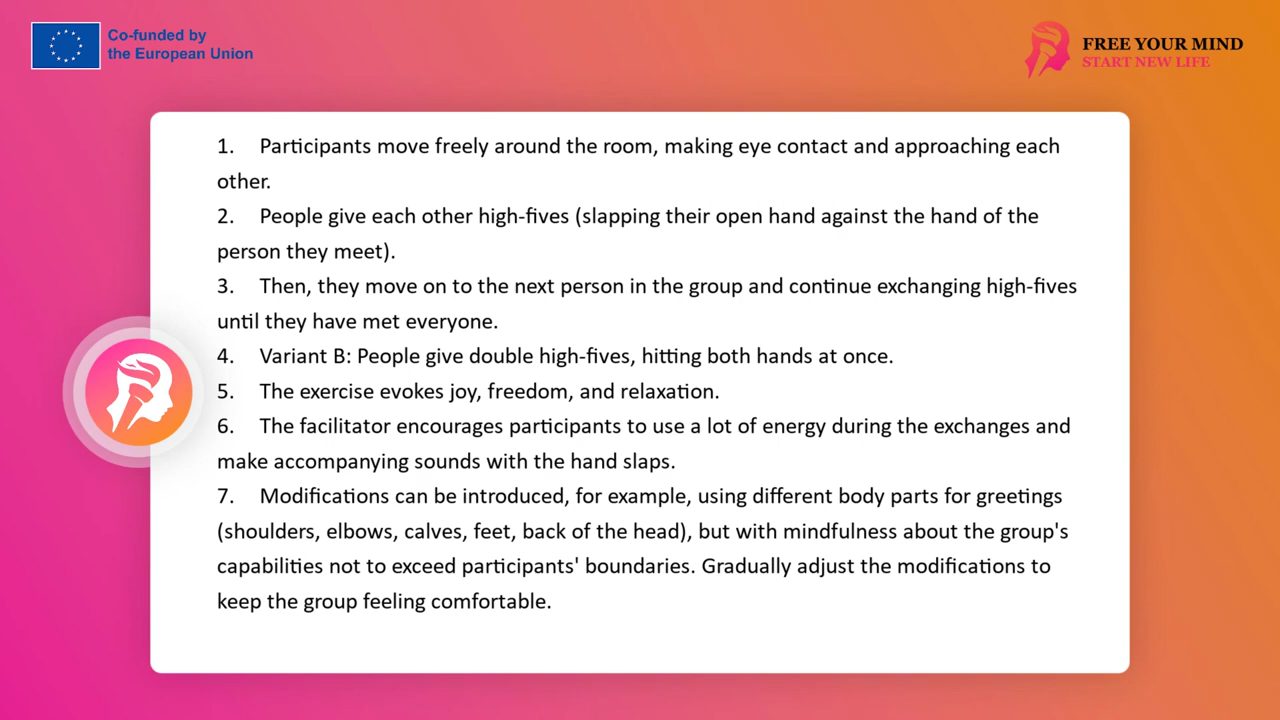 Co-funded by
the European Union
FREE YOUR MIND
START NEW LIFE
1. Participants move freely around the room, making eye contact and approaching each
other.
2. People give each other high-fives (slapping their open hand against the hand of the
person they meet).
3. Then, they move on to the next person in the group and continue exchanging high-fives
until they have met everyone.
4. Variant B: People give double high-fives, hitting both hands at once.
5. The exercise evokes joy, freedom, and relaxation.
6. The facilitator encourages participants to use a lot of energy during the exchanges and
make accompanying sounds with the hand slaps.
7. Modifications can be introduced, for example, using different body parts for greetings
(shoulders, elbows, calves, feet, back of the head), but with mindfulness about the group's
capabilities not to exceed participants' boundaries. Gradually adjust the modifications to
keep the group feeling comfortable.